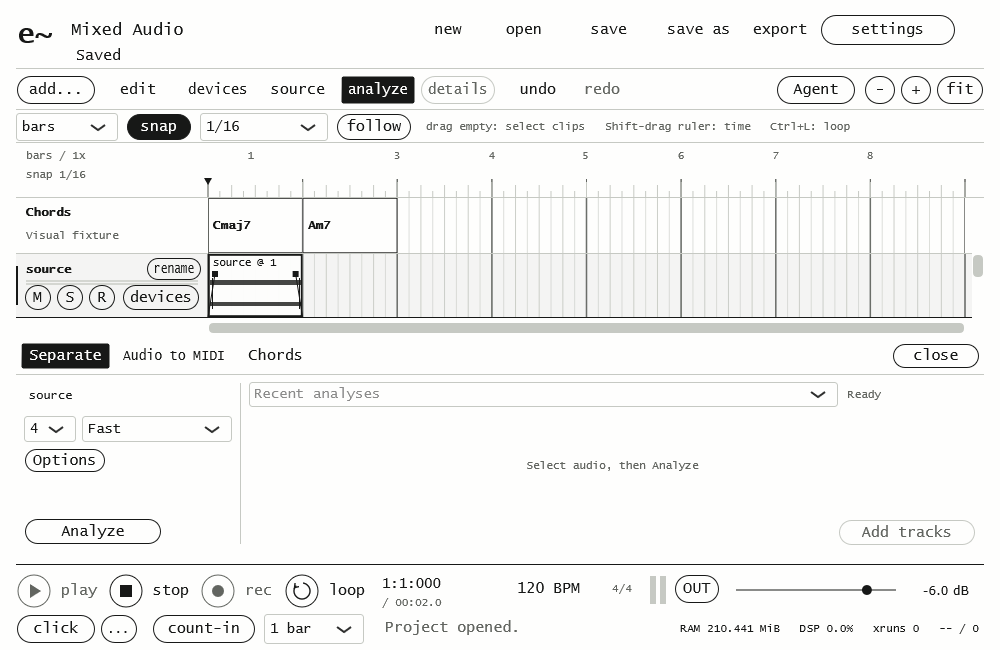 e~ Mixed Audio new open save save as export settings
Saved
add... edit devices source analyze details undo redo Agent - + fit
bars snap 1/16 follow drag empty: select clips Shift-drag ruler: time Ctrl+L: loop
bars / 1x 1 3 4 5 6 7 8
snap 1/16
Chords
Visual fixture
Cmaj7 Am7
source rename source @ 1
M S R devices
Separate Audio to MIDI Chords close
source Recent analyses Ready
4 Fast
Options
Select audio, then Analyze
Analyze Add tracks
play stop rec loop 1:1:000 120 BPM 4/4 OUT -6.0 dB
/ 00:02.0
click ... count-in 1 bar Project opened. RAM 210.441 MiB DSP 0.0% xruns 0 -- / 0